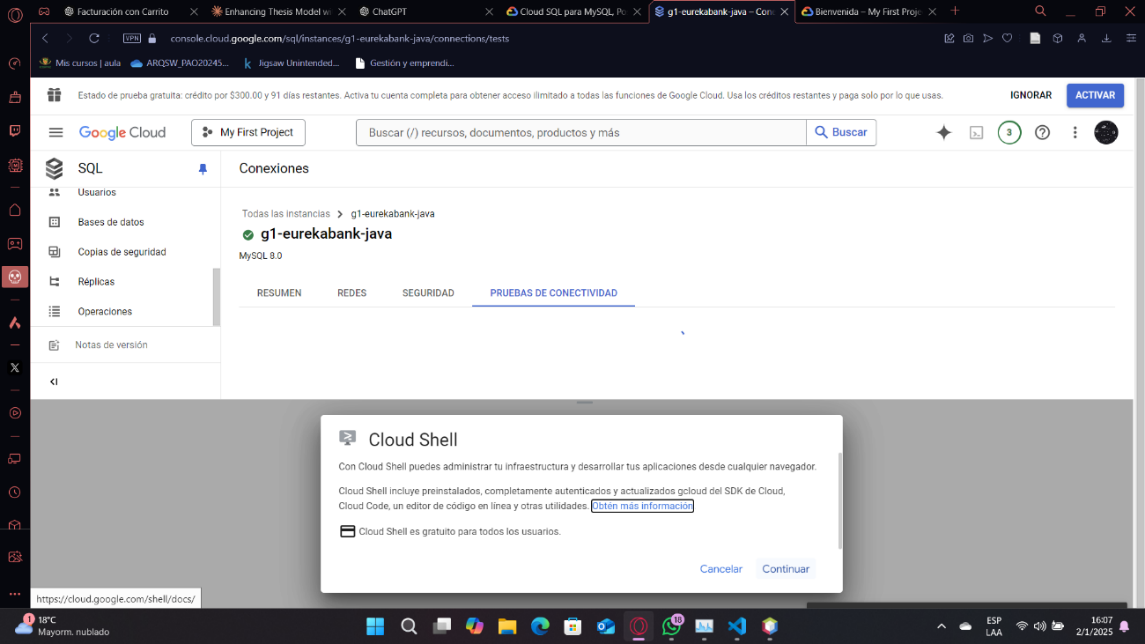 Facturación con Carrito
Enhancing Thesis Model w
ChatGPT
Cloud SQL para MySQL, Po
g1-eurekabank-java – Con
Bienvenida – My First Proje
VPN
console.cloud.google.com/sql/instances/g1-eurekabank-java/connections/tests
Mis cursos | aula
ARQSW_PAO20245...
Jigsaw Unintended...
Gestión y emprendi...
Estado de prueba gratuita: crédito por $300.00 y 91 días restantes. Activa tu cuenta completa para obtener acceso ilimitado a todas las funciones de Google Cloud. Usa los créditos restantes y paga solo por lo que uses.
IGNORAR
ACTIVAR
Google Cloud
My First Project
Buscar (/) recursos, documentos, productos y más
Buscar
3
SQL
Conexiones
Usuarios
Bases de datos
Copias de seguridad
Réplicas
Operaciones
Notas de versión
Todas las instancias
g1-eurekabank-java
g1-eurekabank-java
MySQL 8.0
RESUMEN
REDES
SEGURIDAD
PRUEBAS DE CONECTIVIDAD
Cloud Shell
Con Cloud Shell puedes administrar tu infraestructura y desarrollar tus aplicaciones desde cualquier navegador.
Cloud Shell incluye preinstalados, completamente autenticados y actualizados gcloud del SDK de Cloud,
Cloud Code, un editor de código en línea y otras utilidades. Obtén más información
Cloud Shell es gratuito para todos los usuarios.
Cancelar
Continuar
https://cloud.google.com/shell/docs/
1
18°C
Mayorm. nublado
18
ESP
LAA
16:07
2/1/2025